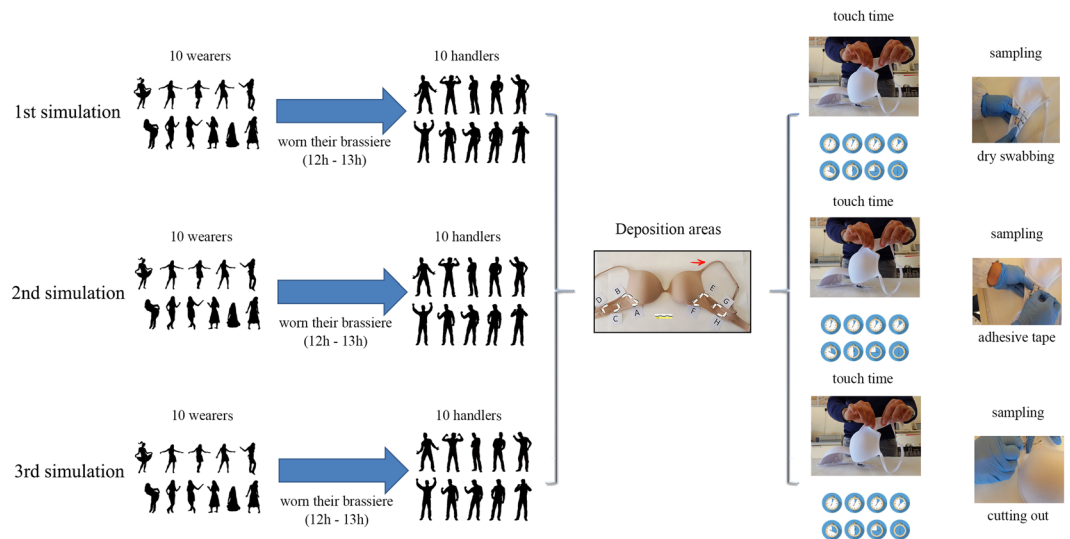 touch time
10 wearers
10 handlers
sampling
1st simulation
worn their brassiere
(12h - 13h)
dry swabbing
touch time
10 wearers
10 handlers
Deposition areas
sampling
2nd simulation
worn their brassiere
(12h - 13h)
D
B
C
A
E
G
F
H
adhesive tape
touch time
10 wearers
10 handlers
sampling
3rd simulation
worn their brassiere
(12h - 13h)
cutting out